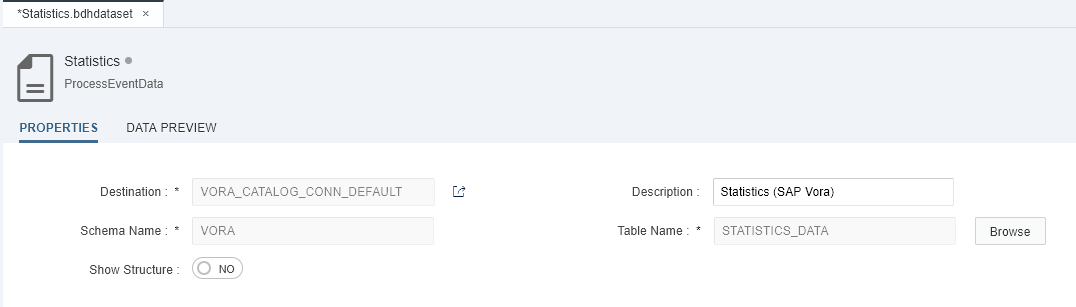 *Statistics.bdhdataset ×
Statistics
ProcessEventData
PROPERTIES DATA PREVIEW
Destination : * VORA_CATALOG_CONN_DEFAULT Description : Statistics (SAP Vora)
Schema Name : * VORA Table Name : * STATISTICS_DATA Browse
Show Structure : NO